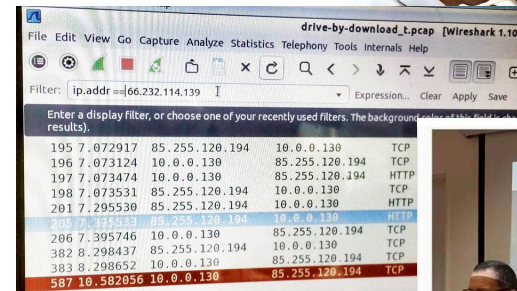 drive-by-download_t.pcap [Wireshark 1.10
File Edit View Go Capture Analyze Statistics Telephony Tools Internals Help
Filter: ip.addr ==66.232.114.139 Expression... Clear Apply Save
Enter a display filter, or choose one of your recently used filters. The background color of this field is
results).
195 7.072917 85.255.120.194 10.0.0.130 TCP
196 7.073124 10.0.0.130 85.255.120.194 TCP
197 7.073474 10.0.0.130 85.255.120.194 HTTP
198 7.073531 85.255.120.194 10.0.0.130 TCP
201 7.295530 85.255.120.194 10.0.0.130 HTTP
205 7.395523 85.255.120.194 10.0.0.130 HTTP
206 7.395746 10.0.0.130 85.255.120.194 TCP
382 8.298437 85.255.120.194 10.0.0.130 TCP
383 8.298652 10.0.0.130 85.255.120.194 TCP
587 10.582056 10.0.0.130 85.255.120.194 TCP